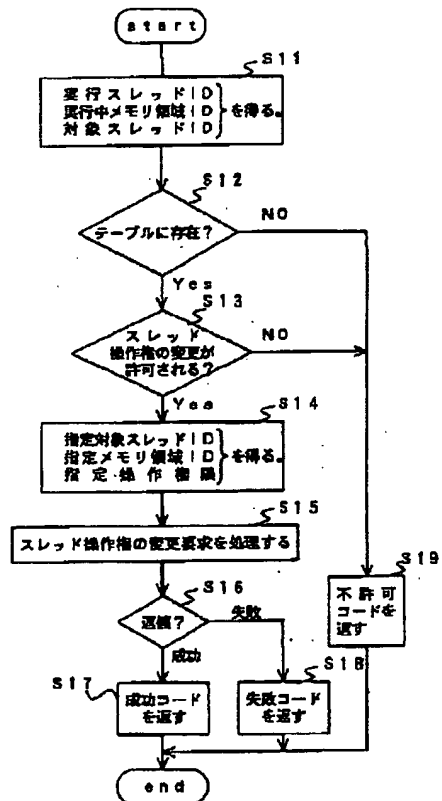 start
S11
実行スレッドID
実行中メモリ領域ID
対象スレッドID
を得る。
S12
テーブルに存在?
NO
Yes
S13
スレッド
操作権の変更が
許可される?
NO
Yes
S14
指定対象スレッドID
指定メモリ領域ID
指定操作権限
を得る。
S15
スレッド操作権の変更要求を処理する
S16
返値?
失敗
成功
S17
成功コード
を返す
S18
失敗コード
を返す
S19
不許可
コードを
返す
end